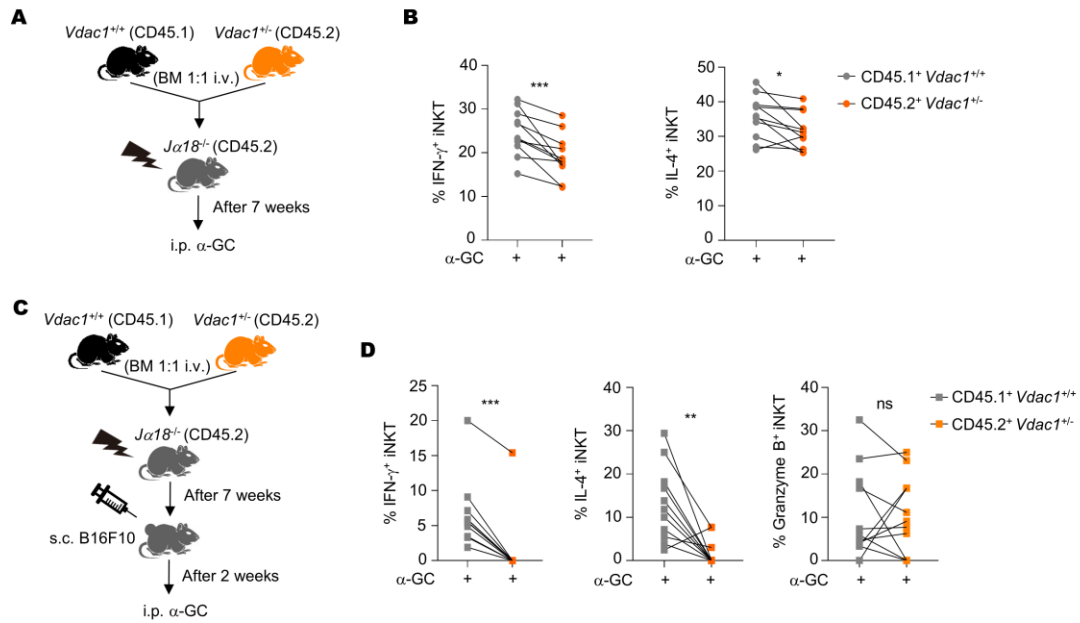 A
Vdac1+/+ (CD45.1) Vdac1+/- (CD45.2)
(BM 1:1 i.v.)
Jα18-/- (CD45.2)
After 7 weeks
i.p. α-GC
B
% IFN-γ+ iNKT
40
30
20
10
0
***
α-GC + +
% IL-4+ iNKT
50
40
30
20
10
0
*
α-GC + +
CD45.1+ Vdac1+/+
CD45.2+ Vdac1+/-
C
Vdac1+/+ (CD45.1) Vdac1+/- (CD45.2)
(BM 1:1 i.v.)
Jα18-/- (CD45.2)
After 7 weeks
s.c. B16F10
After 2 weeks
i.p. α-GC
D
% IFN-γ+ iNKT
25
20
15
10
5
0
***
α-GC + +
% IL-4+ iNKT
40
30
20
10
0
**
α-GC + +
% Granzyme B+ iNKT
40
30
20
10
0
ns
α-GC + +
CD45.1+ Vdac1+/+
CD45.2+ Vdac1+/-